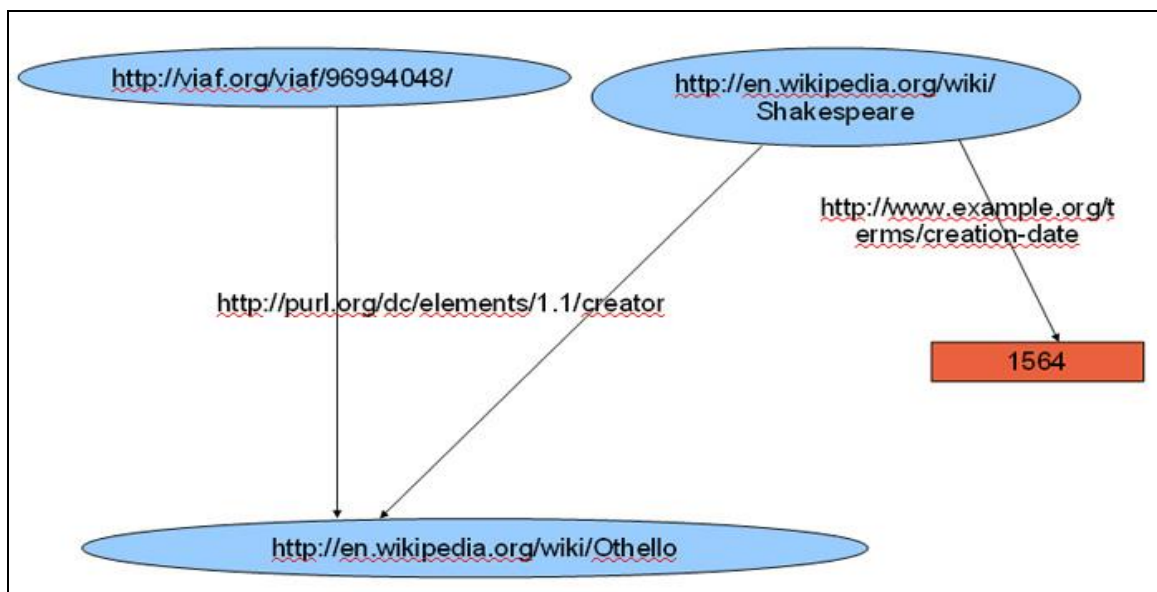 http://viaf.org/viaf/96994048/
http://en.wikipedia.org/wiki/
Shakespeare
http://www.example.org/t
erms/creation-date
http://purl.org/dc/elements/1.1/creator
1564
http://en.wikipedia.org/wiki/Othello